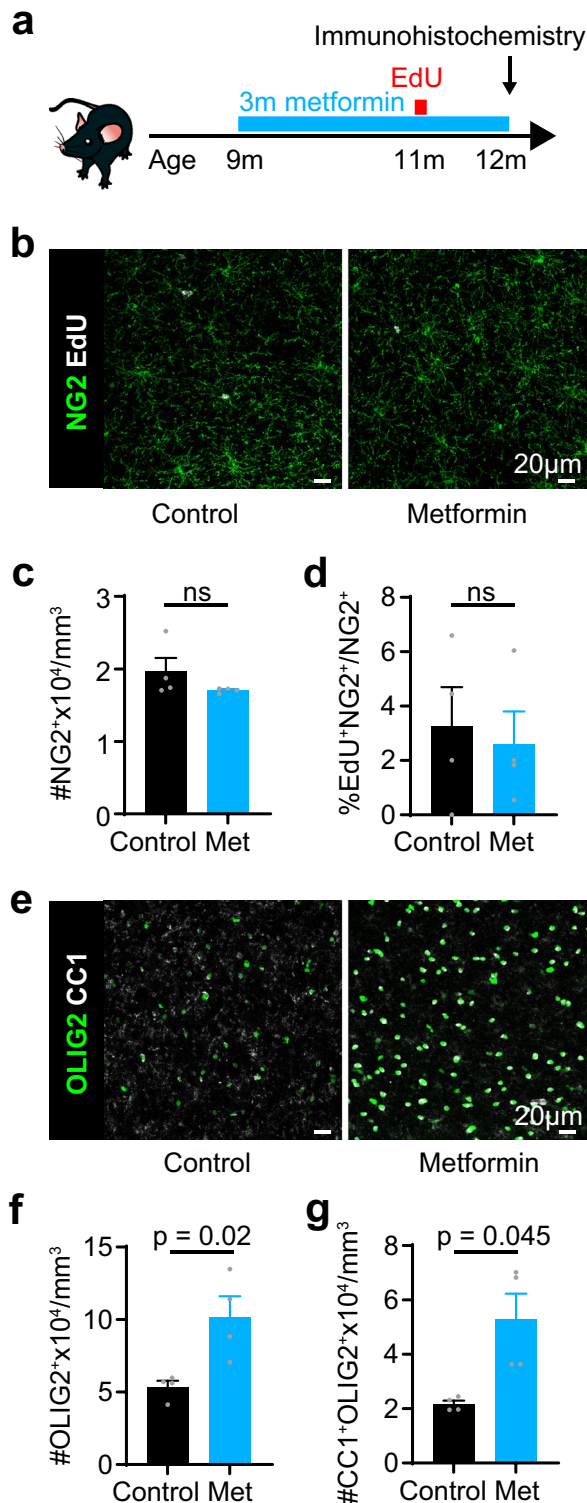 a
Immunohistochemistry
EdU
3m metformin
Age 9m 11m 12m
b
NG2 EdU
20µm
Control Metformin
c
#NG2⁺x10⁴/mm³
3
2
1
0
ns
Control Met
d
%EdU⁺NG2⁺/NG2⁺
8
6
4
2
0
ns
Control Met
e
OLIG2 CC1
20µm
Control Metformin
f
#OLIG2⁺x10⁴/mm³
15
10
5
0
p = 0.02
Control Met
g
#CC1⁺OLIG2⁺x10⁴/mm³
8
6
4
2
0
p = 0.045
Control Met